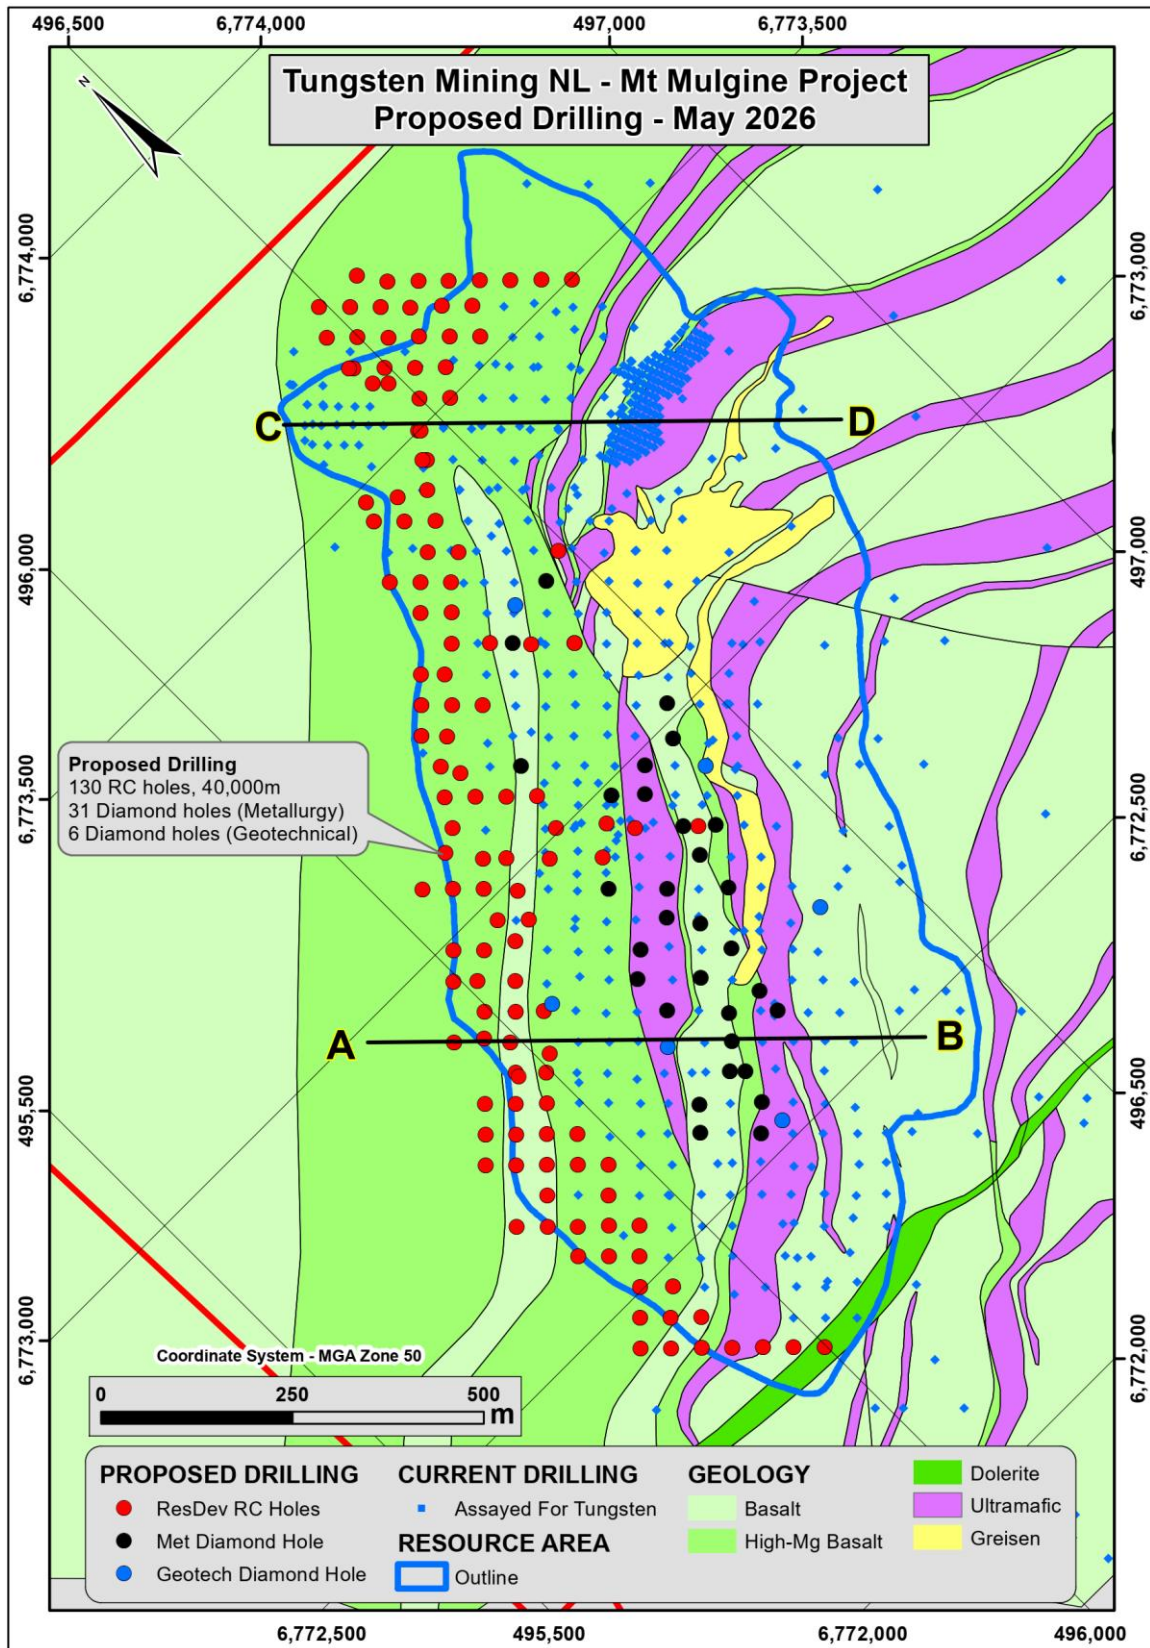 496,500
6,774,000
497,000
6,773,500
Tungsten Mining NL - Mt Mulgine Project
Proposed Drilling - May 2026
N
6,774,000
6,773,000
C
D
496,000
497,000
Proposed Drilling
130 RC holes, 40,000m
31 Diamond holes (Metallurgy)
6 Diamond holes (Geotechnical)
6,773,500
6,772,500
A
B
495,500
496,500
6,773,000
6,772,000
Coordinate System - MGA Zone 50
0
250
500
m
PROPOSED DRILLING
ResDev RC Holes
Met Diamond Hole
Geotech Diamond Hole
CURRENT DRILLING
Assayed For Tungsten
RESOURCE AREA
Outline
GEOLOGY
Basalt
High-Mg Basalt
Dolerite
Ultramafic
Greisen
6,772,500
495,500
6,772,000
496,000